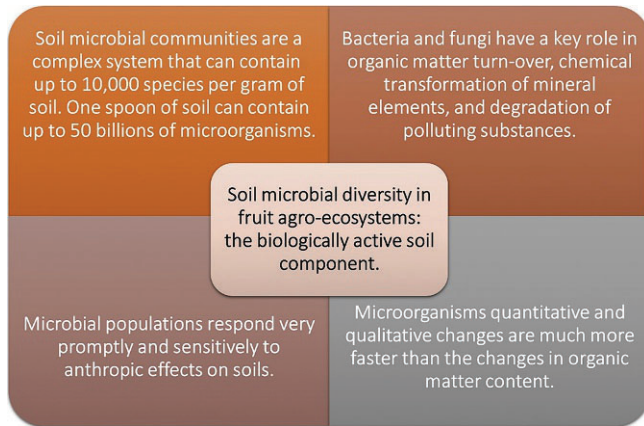 Soil microbial communities are a
complex system that can contain
up to 10,000 species per gram of
soil. One spoon of soil can contain
up to 50 billions of microorganisms.
Bacteria and fungi have a key role in
organic matter turn-over, chemical
transformation of mineral
elements, and degradation of
polluting substances.
Soil microbial diversity in
fruit agro-ecosystems:
the biologically active soil
component.
Microbial populations respond very
promptly and sensitively to
anthropic effects on soils.
Microorganisms quantitative and
qualitative changes are much more
faster than the changes in organic
matter content.